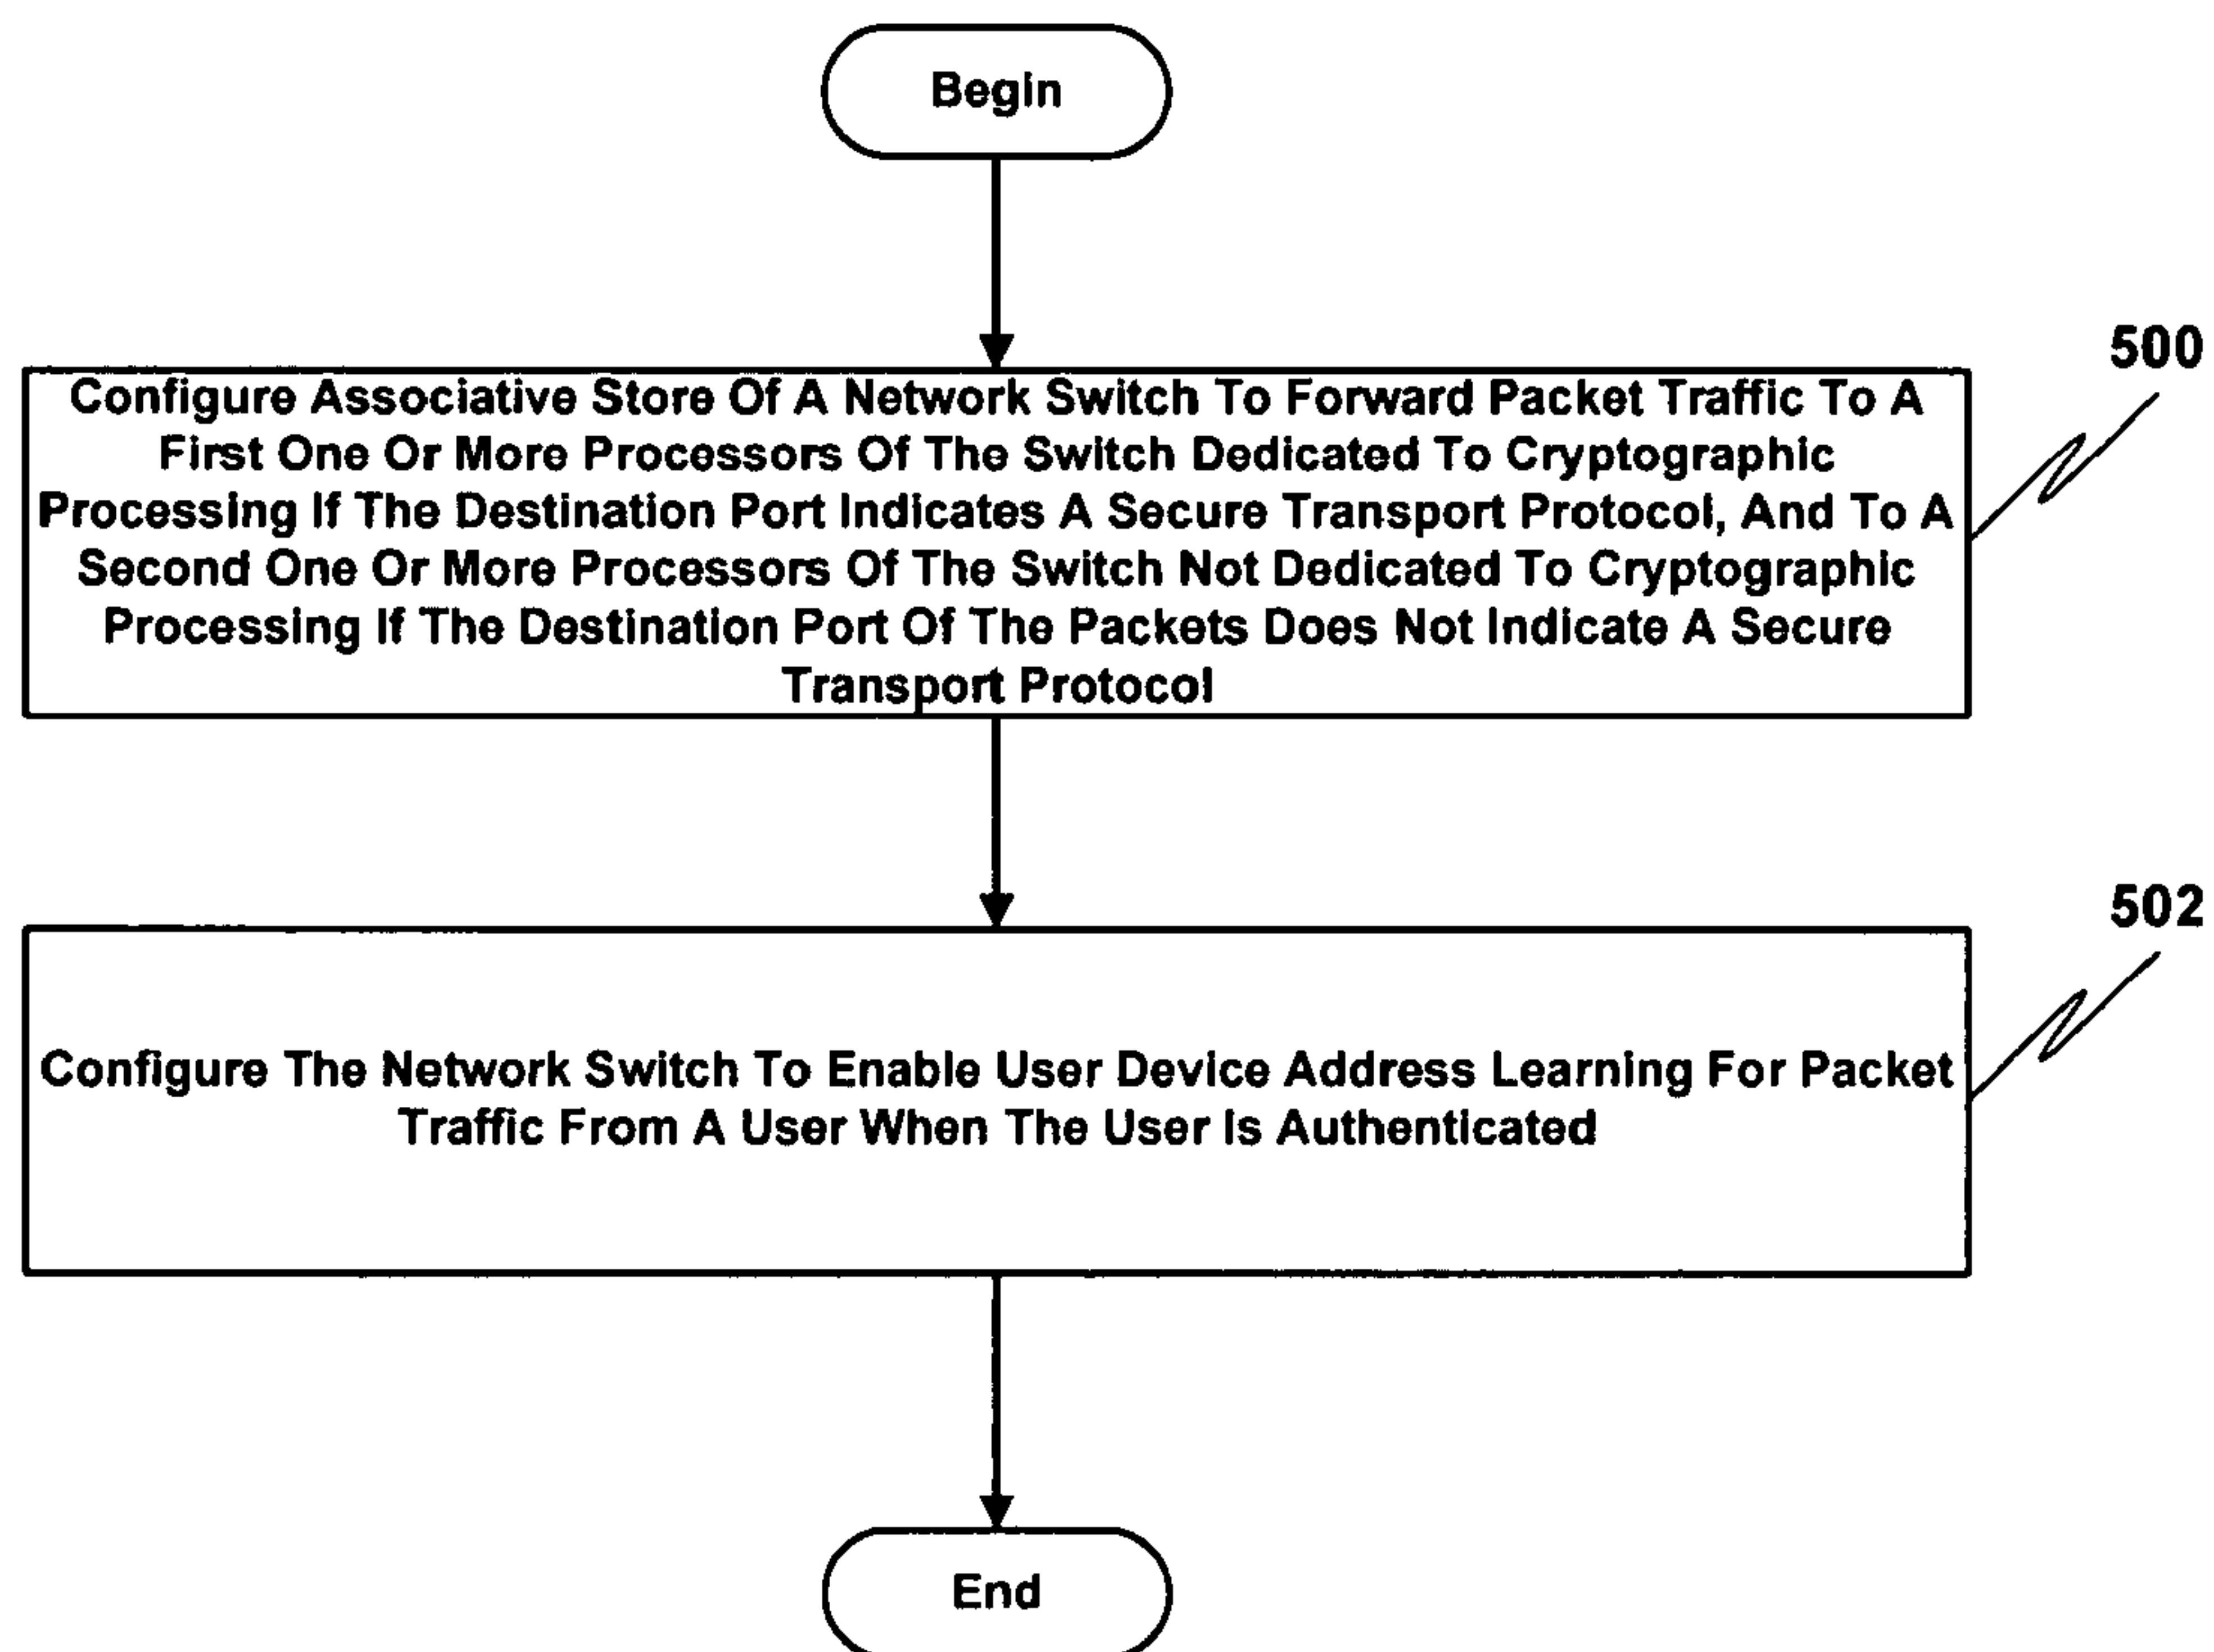 Begin
500
Configure Associative Store Of A Network Switch To Forward Packet Traffic To A
First One Or More Processors Of The Switch Dedicated To Cryptographic
Processing If The Destination Port Indicates A Secure Transport Protocol, And To A
Second One Or More Processors Of The Switch Not Dedicated To Cryptographic
Processing If The Destination Port Of The Packets Does Not Indicate A Secure
Transport Protocol
502
Configure The Network Switch To Enable User Device Address Learning For Packet
Traffic From A User When The User Is Authenticated
End